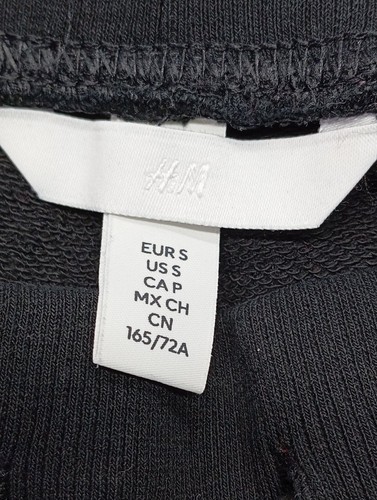 H&M
EUR S
US S
CA P
MX CH
CN
165/72A